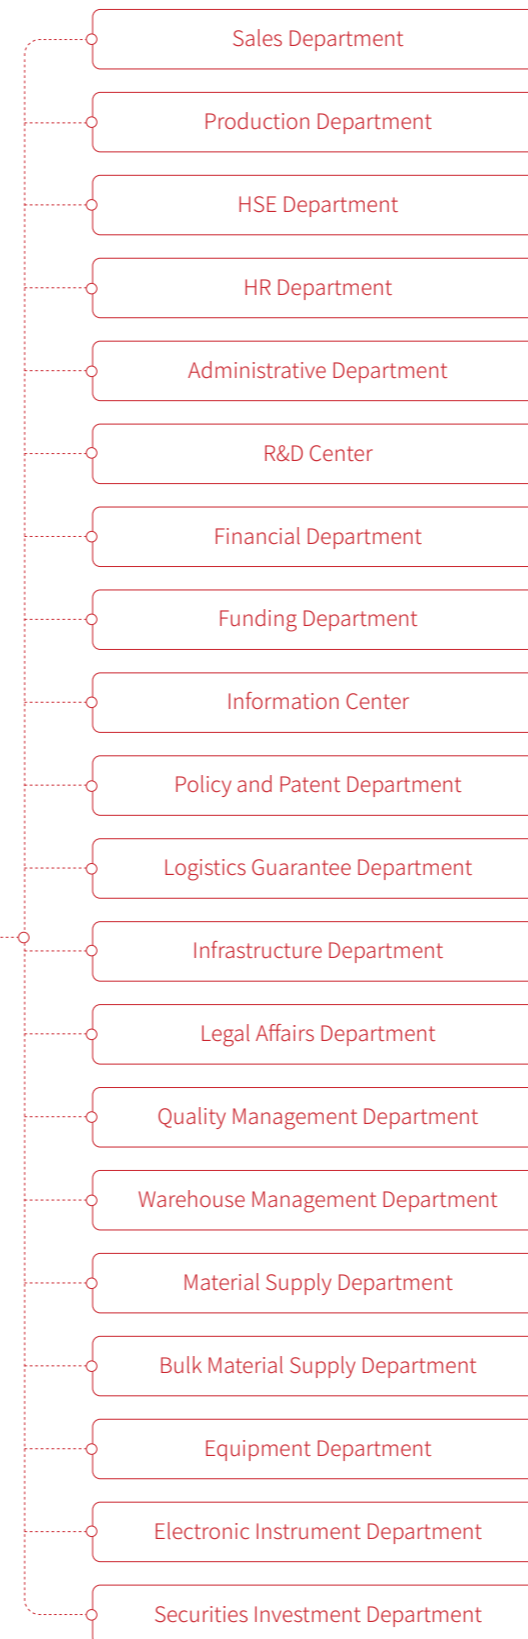 Sales Department
Production Department
HSE Department
HR Department
Administrative Department
R&D Center
Financial Department
Funding Department
Information Center
Policy and Patent Department
Logistics Guarantee Department
Infrastructure Department
Legal Affairs Department
Quality Management Department
Warehouse Management Department
Material Supply Department
Bulk Material Supply Department
Equipment Department
Electronic Instrument Department
Securities Investment Department